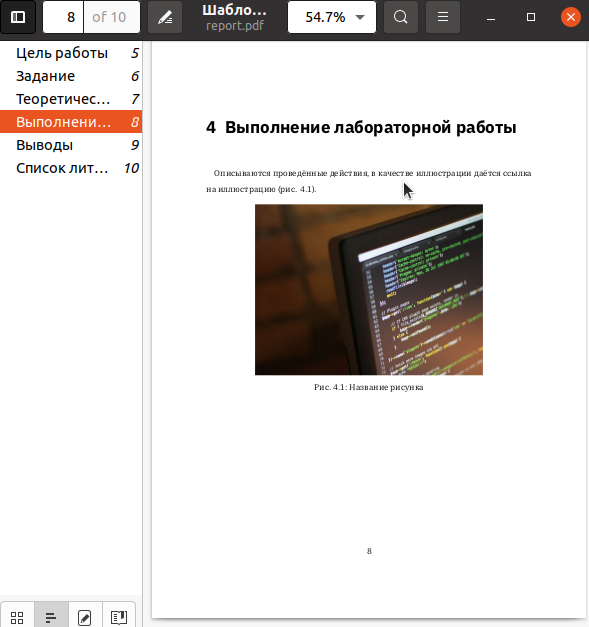 8 of 10
Шабло...
report.pdf
54.7%
Цель работы 5
Задание 6
Теоретичес... 7
Выполнени... 8
Выводы 9
Список лит... 10
4 Выполнение лабораторной работы
Описываются проведённые действия, в качестве иллюстрации даётся ссылка
на иллюстрацию (рис. 4.1).
Рис. 4.1: Название рисунка
8